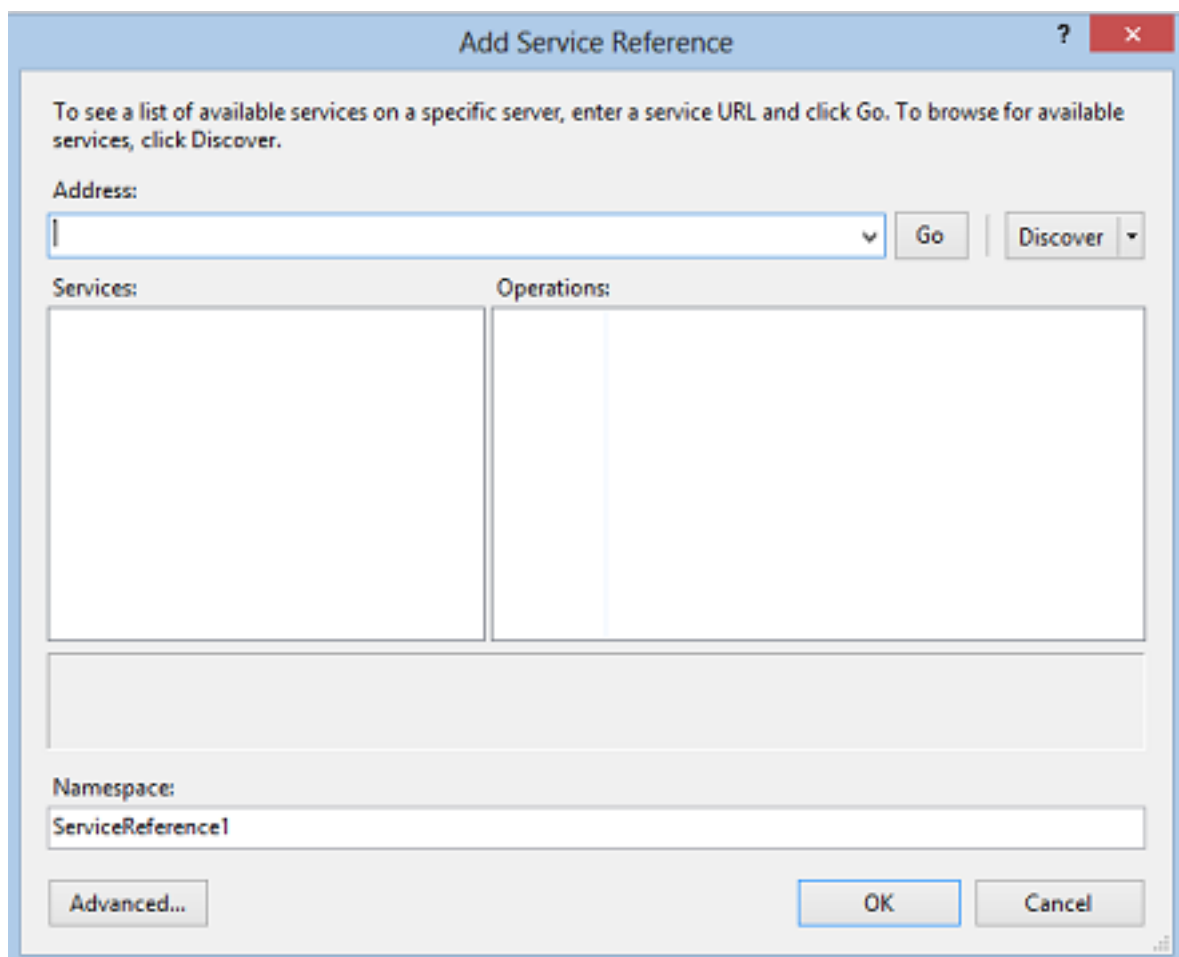 Add Service Reference
?
To see a list of available services on a specific server, enter a service URL and click Go. To browse for available
services, click Discover.
Address:
Go
Discover
Services:
Operations:
Namespace:
ServiceReference1
Advanced...
OK
Cancel